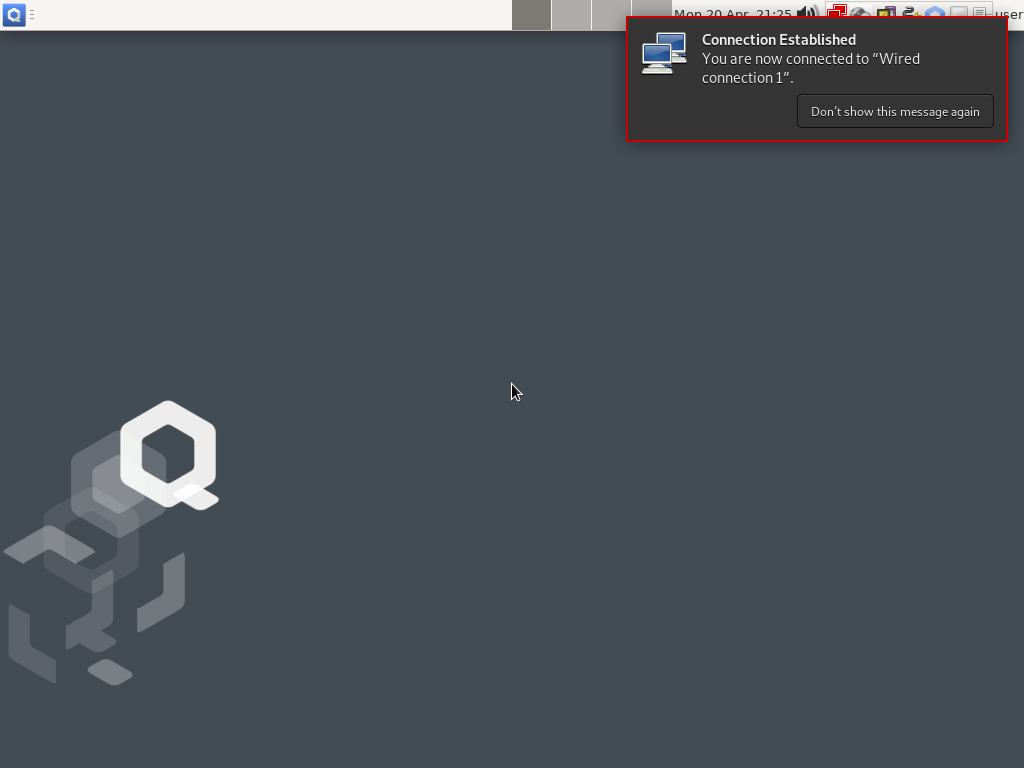 Mon 20 Apr, 21:25
user
Connection Established
You are now connected to “Wired
connection 1”.
Don’t show this message again